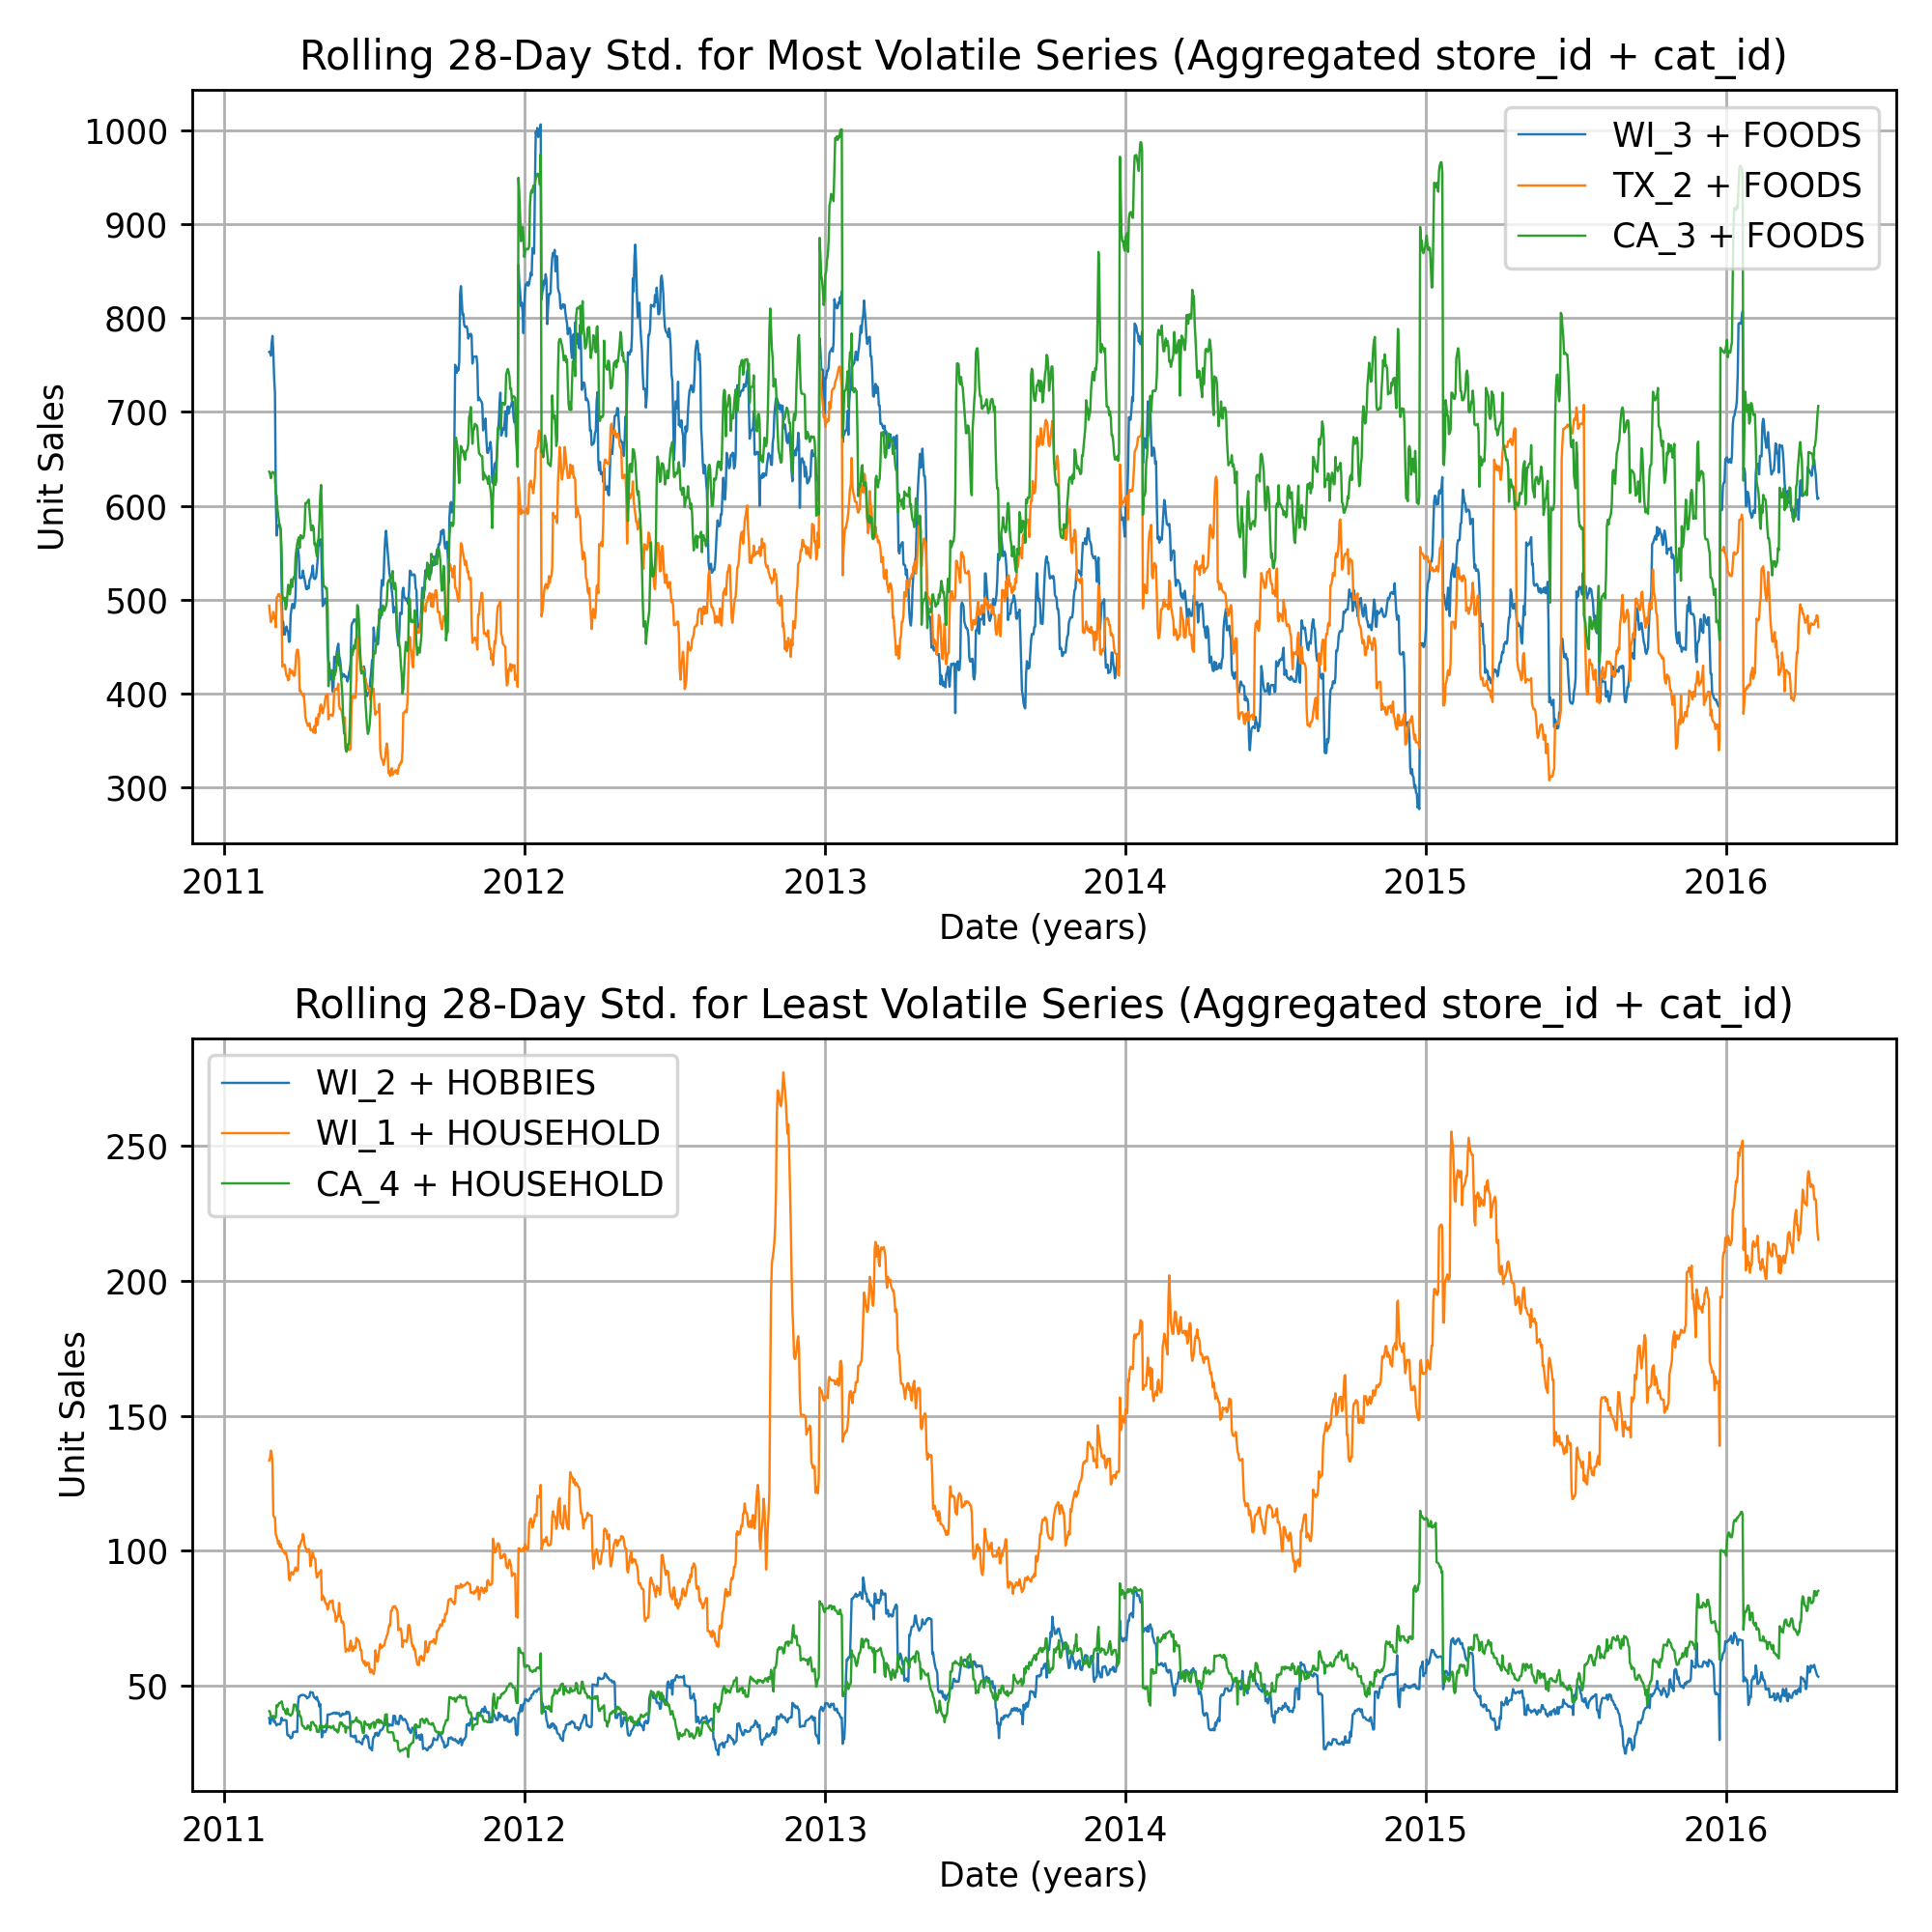 Rolling 28-Day Std. for Most Volatile Series (Aggregated store_id + cat_id)
WI_3 + FOODS
TX_2 + FOODS
CA_3 + FOODS
1000
900
800
700
600
500
400
300
Unit Sales
2011 2012 2013 2014 2015 2016
Date (years)
Rolling 28-Day Std. for Least Volatile Series (Aggregated store_id + cat_id)
WI_2 + HOBBIES
WI_1 + HOUSEHOLD
CA_4 + HOUSEHOLD
250
200
150
100
50
Unit Sales
2011 2012 2013 2014 2015 2016
Date (years)